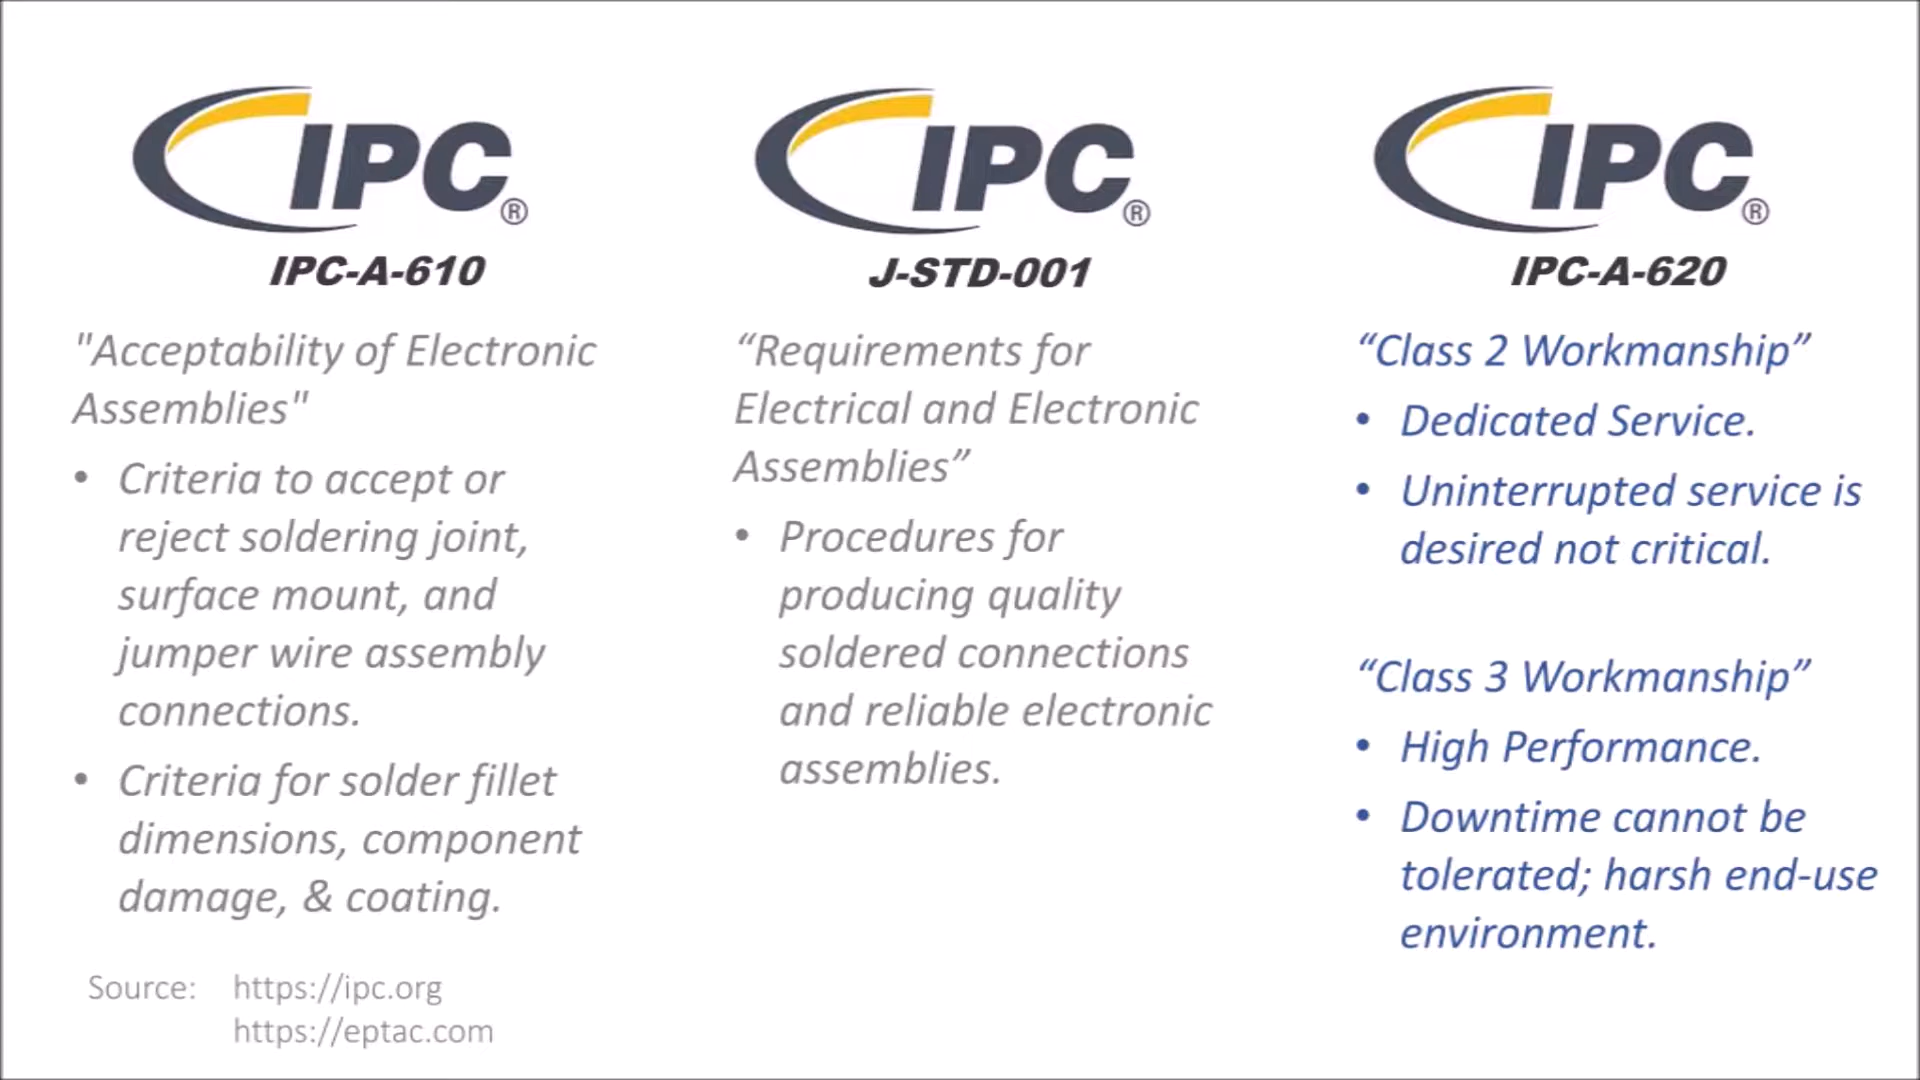 IPC®
IPC-A-610
"Acceptability of Electronic
Assemblies"
• Criteria to accept or
reject soldering joint,
surface mount, and
jumper wire assembly
connections.
• Criteria for solder fillet
dimensions, component
damage, & coating.
Source: https://ipc.org
https://eptac.com
IPC®
J-STD-001
“Requirements for
Electrical and Electronic
Assemblies”
• Procedures for
producing quality
soldered connections
and reliable electronic
assemblies.
IPC®
IPC-A-620
“Class 2 Workmanship”
• Dedicated Service.
• Uninterrupted service is
desired not critical.
“Class 3 Workmanship”
• High Performance.
• Downtime cannot be
tolerated; harsh end-use
environment.